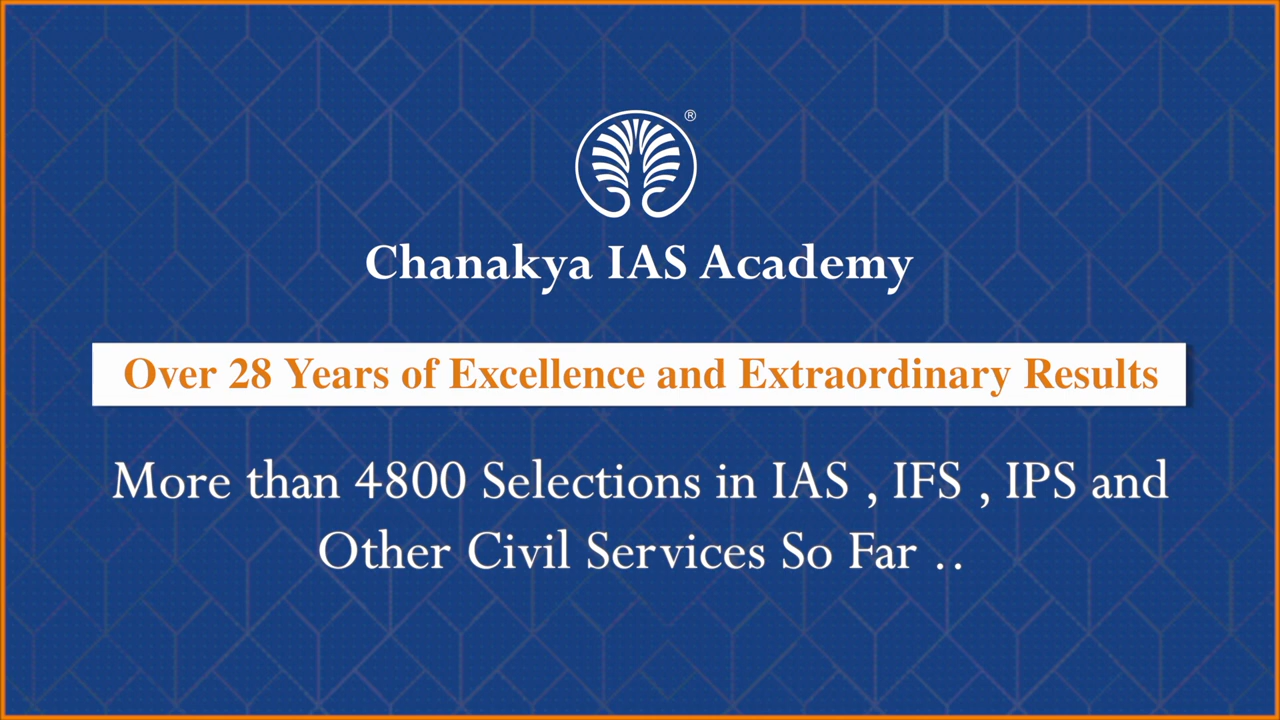 ®
Chanakya IAS Academy
Over 28 Years of Excellence and Extraordinary Results
More than 4800 Selections in IAS , IFS , IPS and
Other Civil Services So Far ..